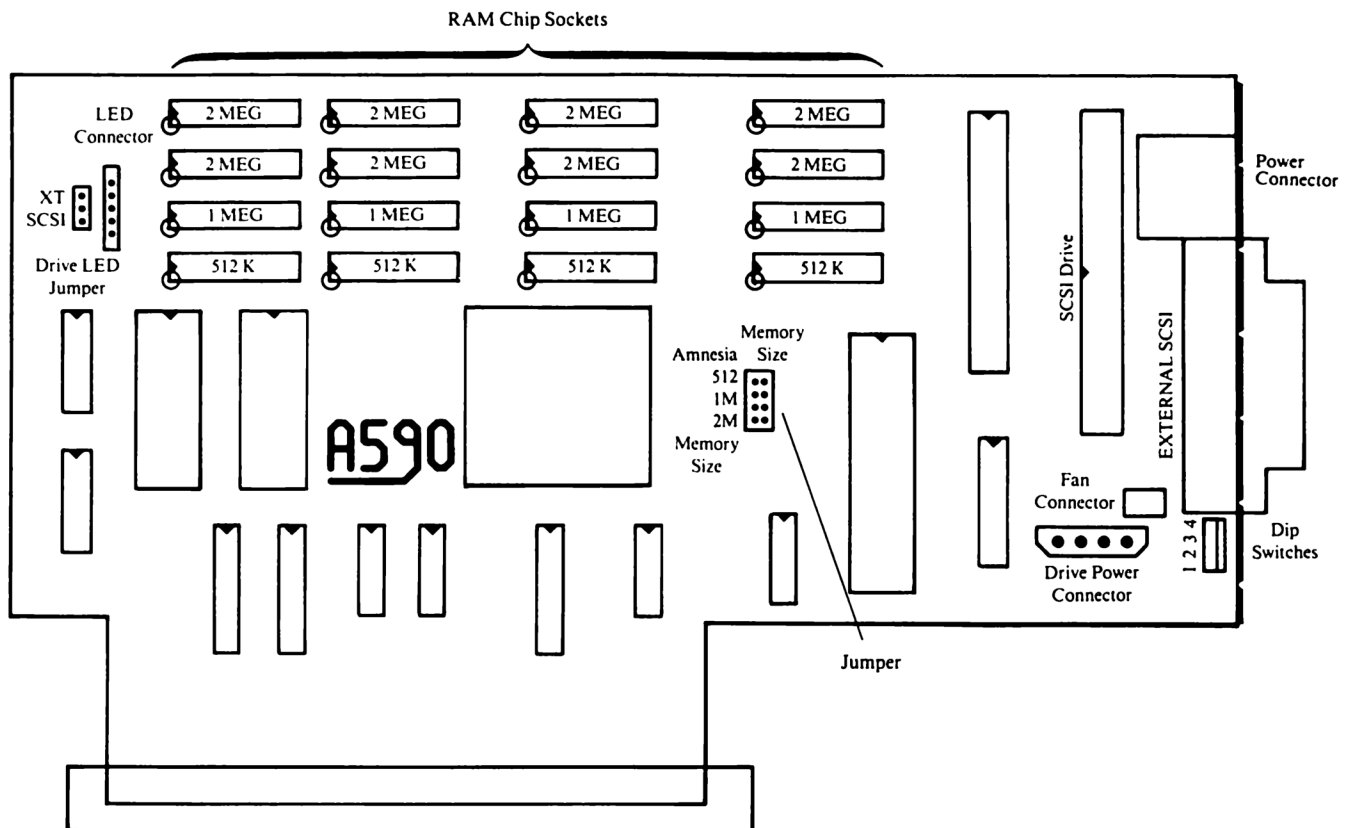 RAM Chip Sockets
LED
Connector
2 MEG 2 MEG 2 MEG 2 MEG
2 MEG 2 MEG 2 MEG 2 MEG
XT
SCSI
1 MEG 1 MEG 1 MEG 1 MEG
Drive LED
Jumper
512 K 512 K 512 K 512 K
Power
Connector
SCSI Drive
EXTERNAL SCSI
Memory
Size
Amnesia
512
1M
2M
Memory
Size
A590
Fan
Connector
1 2 3 4
Dip
Switches
Drive Power
Connector
Jumper